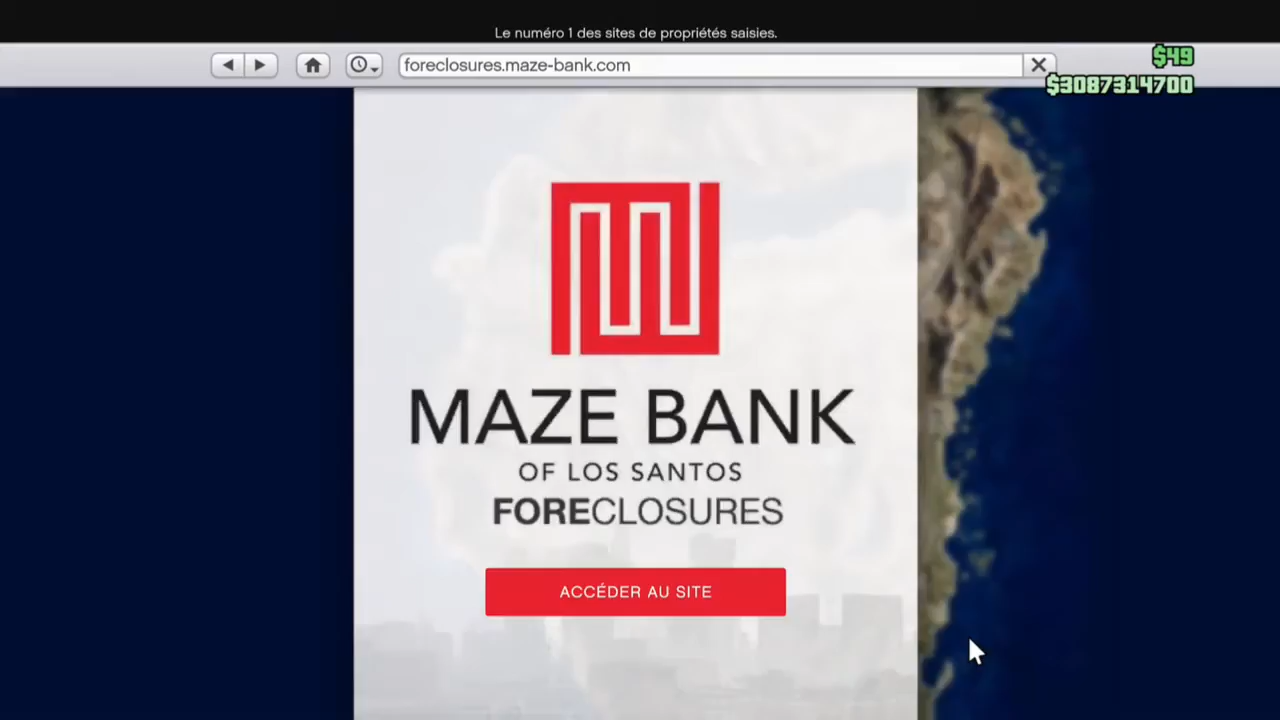 Le numéro 1 des sites de propriétés saisies.
foreclosures.maze-bank.com
$49
$3087314700
MAZE BANK
OF LOS SANTOS
FORECLOSURES
ACCÉDER AU SITE